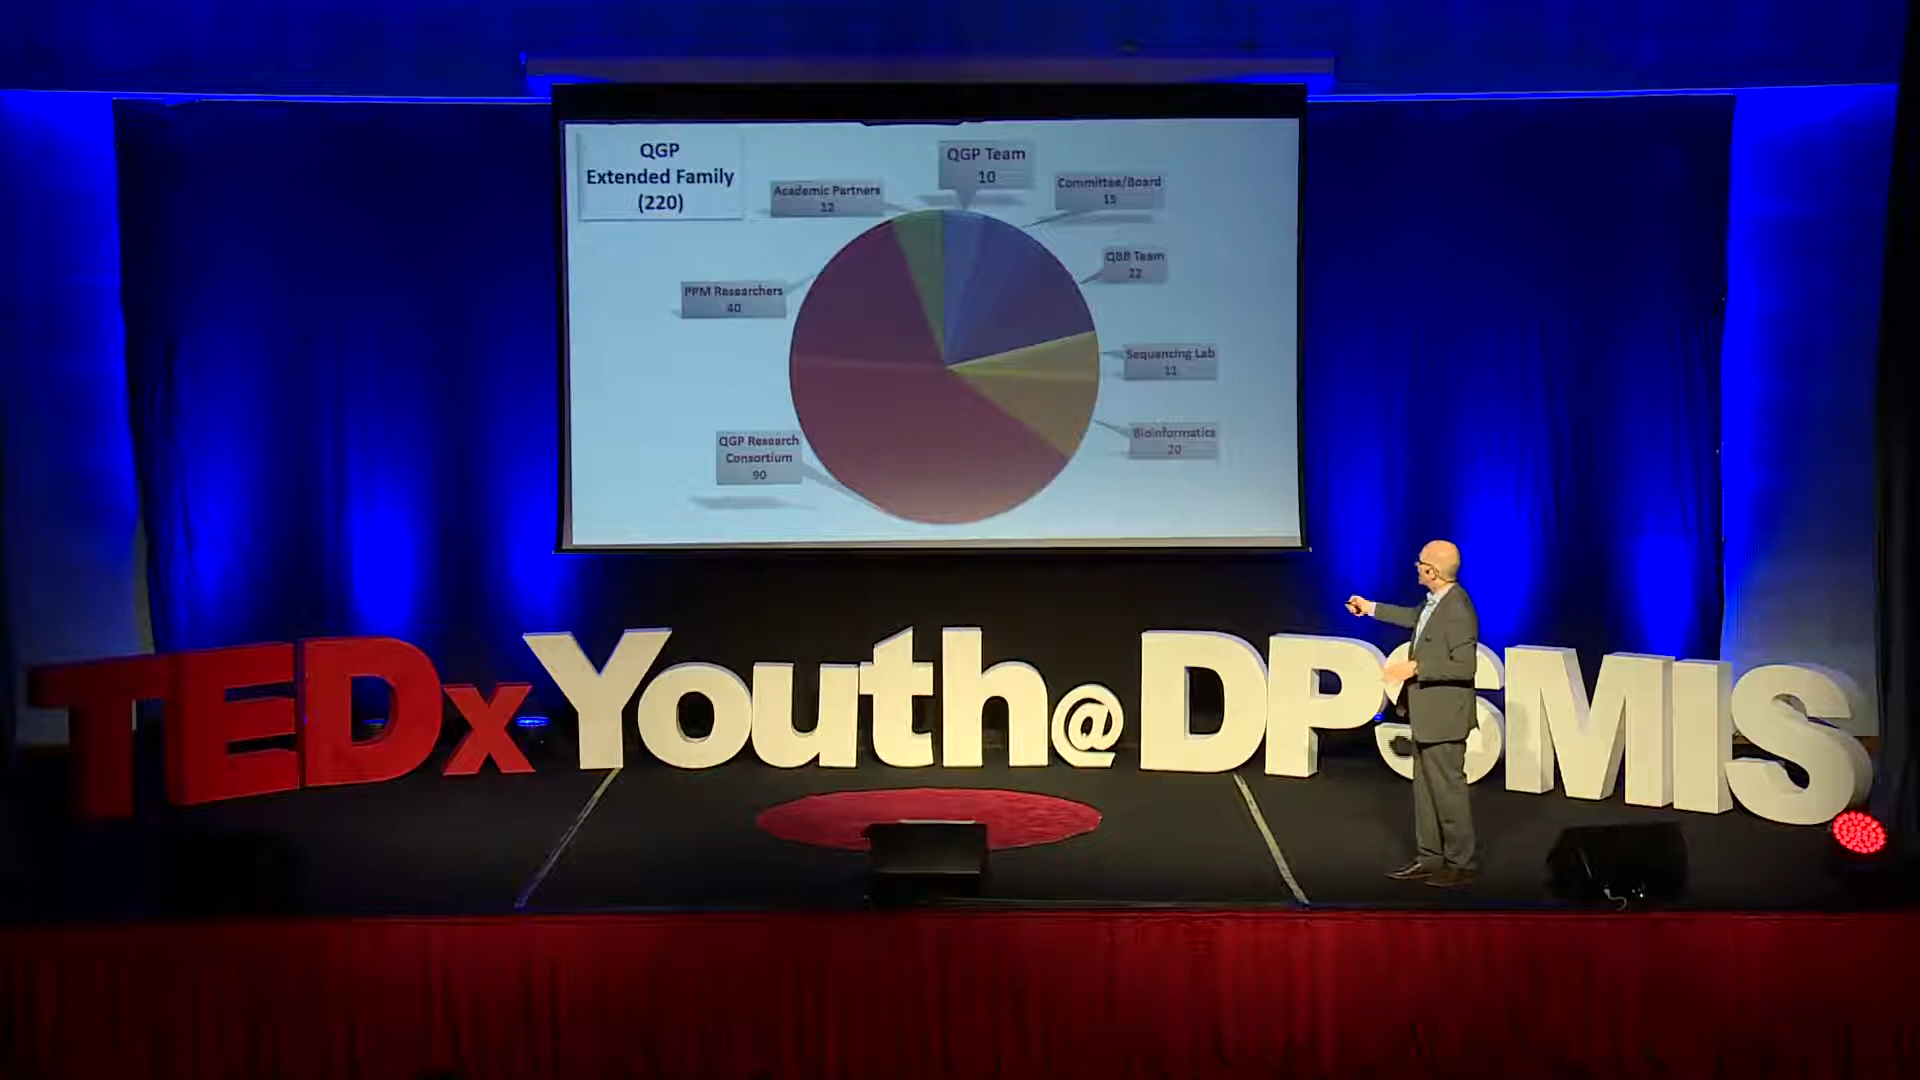 QGP
Extended Family
(220)
QGP Team
10
Academic Partners
12
Committee/Board
15
QBB Team
22
PPM Researchers
40
Sequancing Lab
11
Bioinformatics
20
QGP Research
Consortium
90
TEDxYouth@DPSMIS